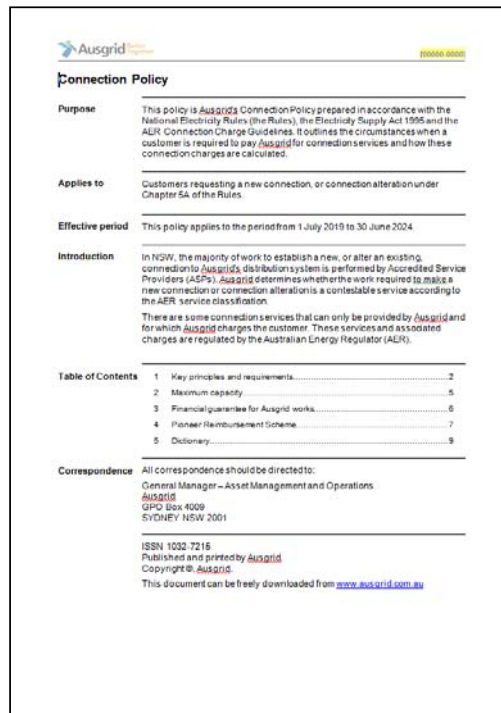 Ausgrid
[00000.0000]
Connection Policy
Purpose
This policy is Ausgrid's Connection Policy prepared in accordance with the
National Electricity Rules (the Rules), the Electricity Supply Act 1995 and the
AER Connection Charge Guidelines. It outlines the circumstances when a
customer is required to pay Ausgrid for connection services and how these
connection charges are calculated.
Applies to
Customers requesting a new connection, or connection alteration under
Chapter 5A of the Rules.
Effective period
This policy applies to the period from 1 July 2019 to 30 June 2024
Introduction
In NSW, the majority of work to establish a new, or alter an existing,
connection to Ausgrid's distribution system is performed by Accredited Service
Providers (ASPs). Ausgrid determines whether the work required to make a
new connection or connection alteration is a contestable service according to
the AER service classification.
There are some connection services that can only be provided by Ausgrid and
for which Ausgrid charges the customer. These services and associated
charges are regulated by the Australian Energy Regulator (AER).
Table of Contents
1 Key principles and requirements 2
2 Maximum capacity 5
3 Financial guarantee for Ausgrid works 6
4 Pioneer Reimbursement Scheme 7
5 Dictionary 9
Correspondence
All correspondence should be directed to:
General Manager – Asset Management and Operations
Ausgrid
GPO Box 4009
SYDNEY NSW 2001
ISSN 1032-7215
Published and printed by Ausgrid.
Copyright ©, Ausgrid.
This document can be freely downloaded from www.ausgrid.com.au